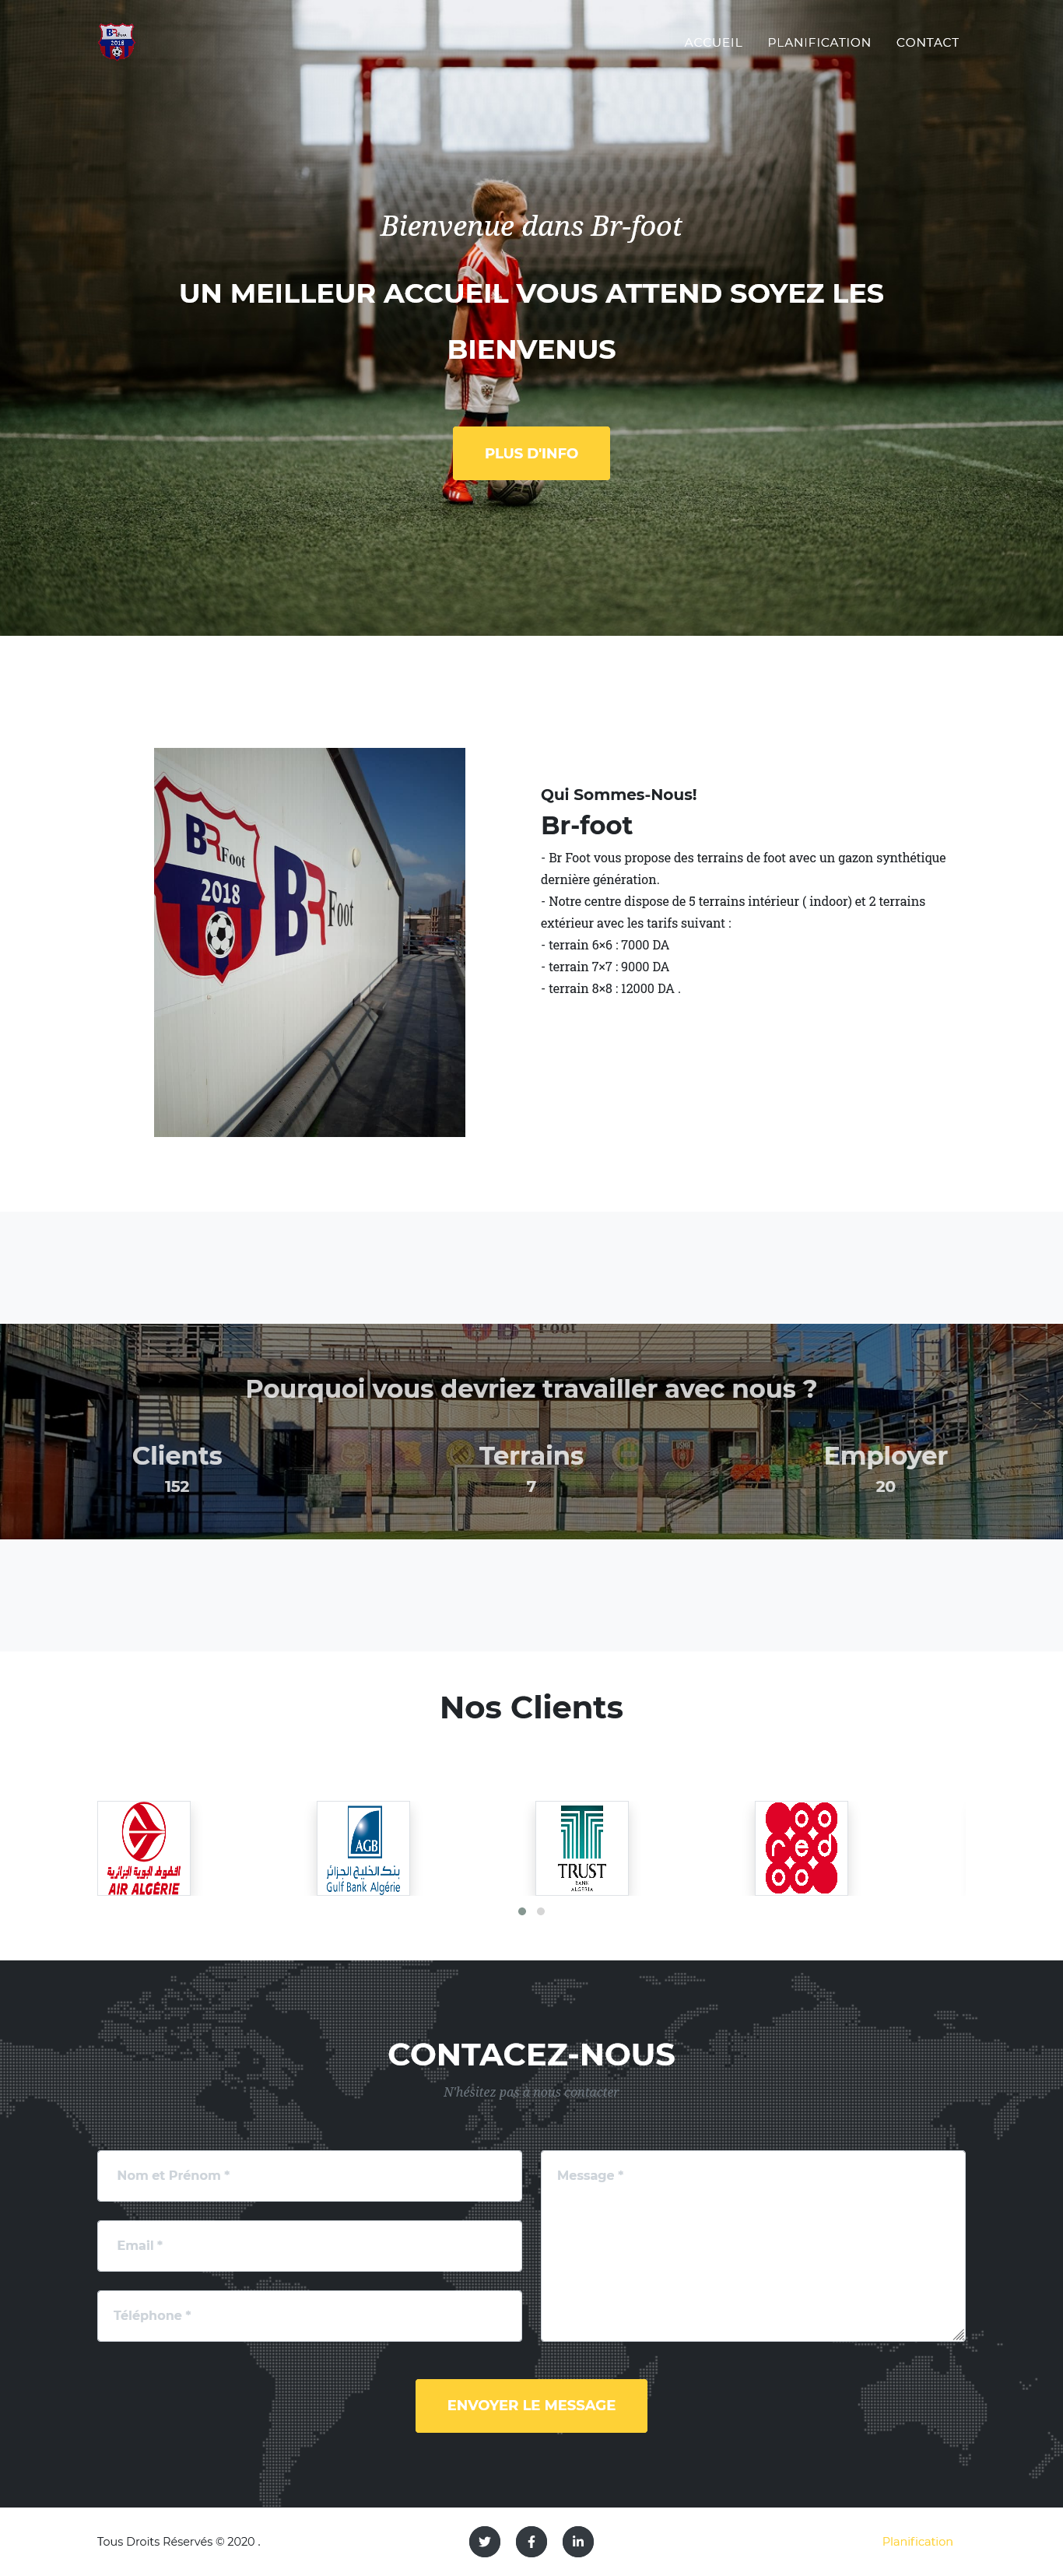 BR Foot
2018
ACCUEIL
PLANIFICATION
CONTACT
Bienvenue dans Br-foot
UN MEILLEUR ACCUEIL VOUS ATTEND SOYEZ LES
BIENVENUS
PLUS D'INFO
BR Foot
2018
BR Foot
Qui Sommes-Nous!
Br-foot
- Br Foot vous propose des terrains de foot avec un gazon synthétique
dernière génération.
- Notre centre dispose de 5 terrains intérieur ( indoor) et 2 terrains
extérieur avec les tarifs suivant :
- terrain 6×6 : 7000 DA
- terrain 7×7 : 9000 DA
- terrain 8×8 : 12000 DA .
Foot
Pourquoi vous devriez travailler avec nous ?
Clients
152
Terrains
7
Employer
20
Nos Clients
الخطوط الجوية الجزائرية
AIR ALGÉRIE
AGB
بنك الخليج الجزائر
Gulf Bank Algérie
TRUST
BANK
ALGERIA
ooredoo
CONTACEZ-NOUS
N'hésitez pas à nous contacter
Nom et Prénom *
Email *
Téléphone *
Message *
ENVOYER LE MESSAGE
Tous Droits Réservés © 2020 .
Planification